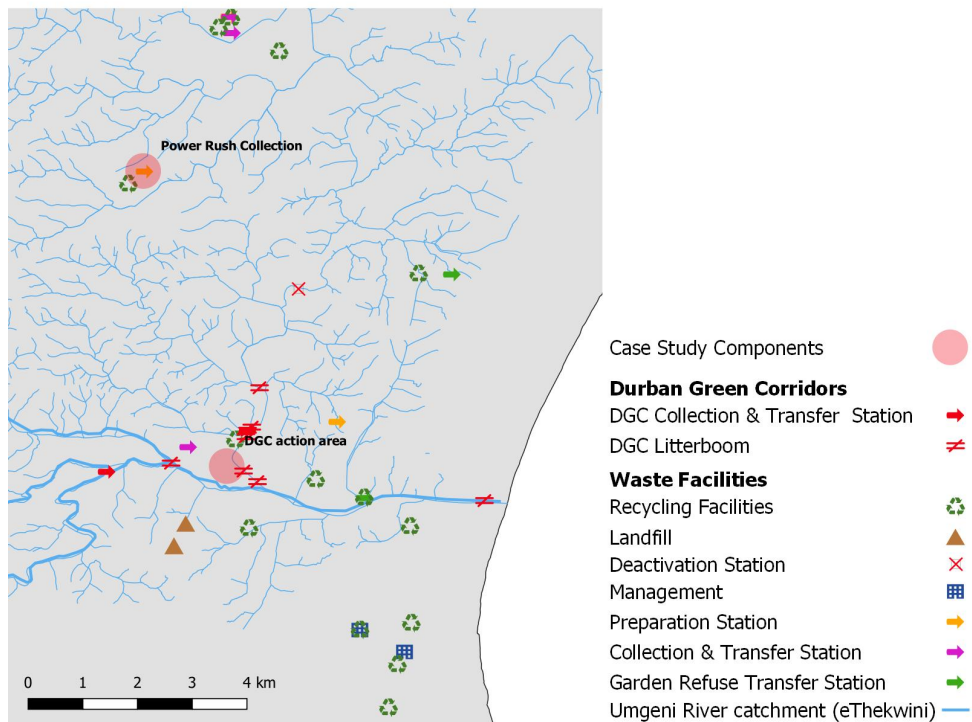 Power Rush Collection
DGC action area
0 1 2 3 4 km
Case Study Components
Durban Green Corridors
DGC Collection & Transfer Station
DGC Litterboom
Waste Facilities
Recycling Facilities
Landfill
Deactivation Station
Management
Preparation Station
Collection & Transfer Station
Garden Refuse Transfer Station
Umgeni River catchment (eThekwini)